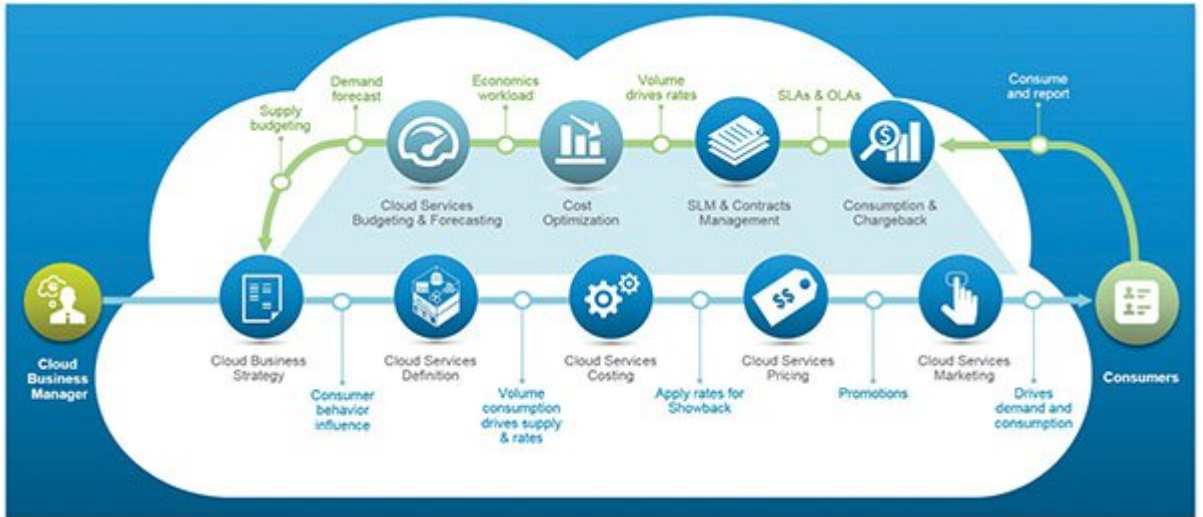 Demand
forecast
Economics
workload
Volume
drives rates
SLAs & OLAs
Consume
and report
Supply
budgeting
$
Cloud Services
Budgeting & Forecasting
Cost
Optimization
SLM & Contracts
Management
Consumption &
Chargeback
$$
Cloud
Business
Manager
Cloud Business
Strategy
Cloud Services
Definition
Cloud Services
Costing
Cloud Services
Pricing
Cloud Services
Marketing
Consumers
Consumer
behavior
influence
Volume
consumption
drives supply
& rates
Apply rates for
Showback
Promotions
Drives
demand and
consumption